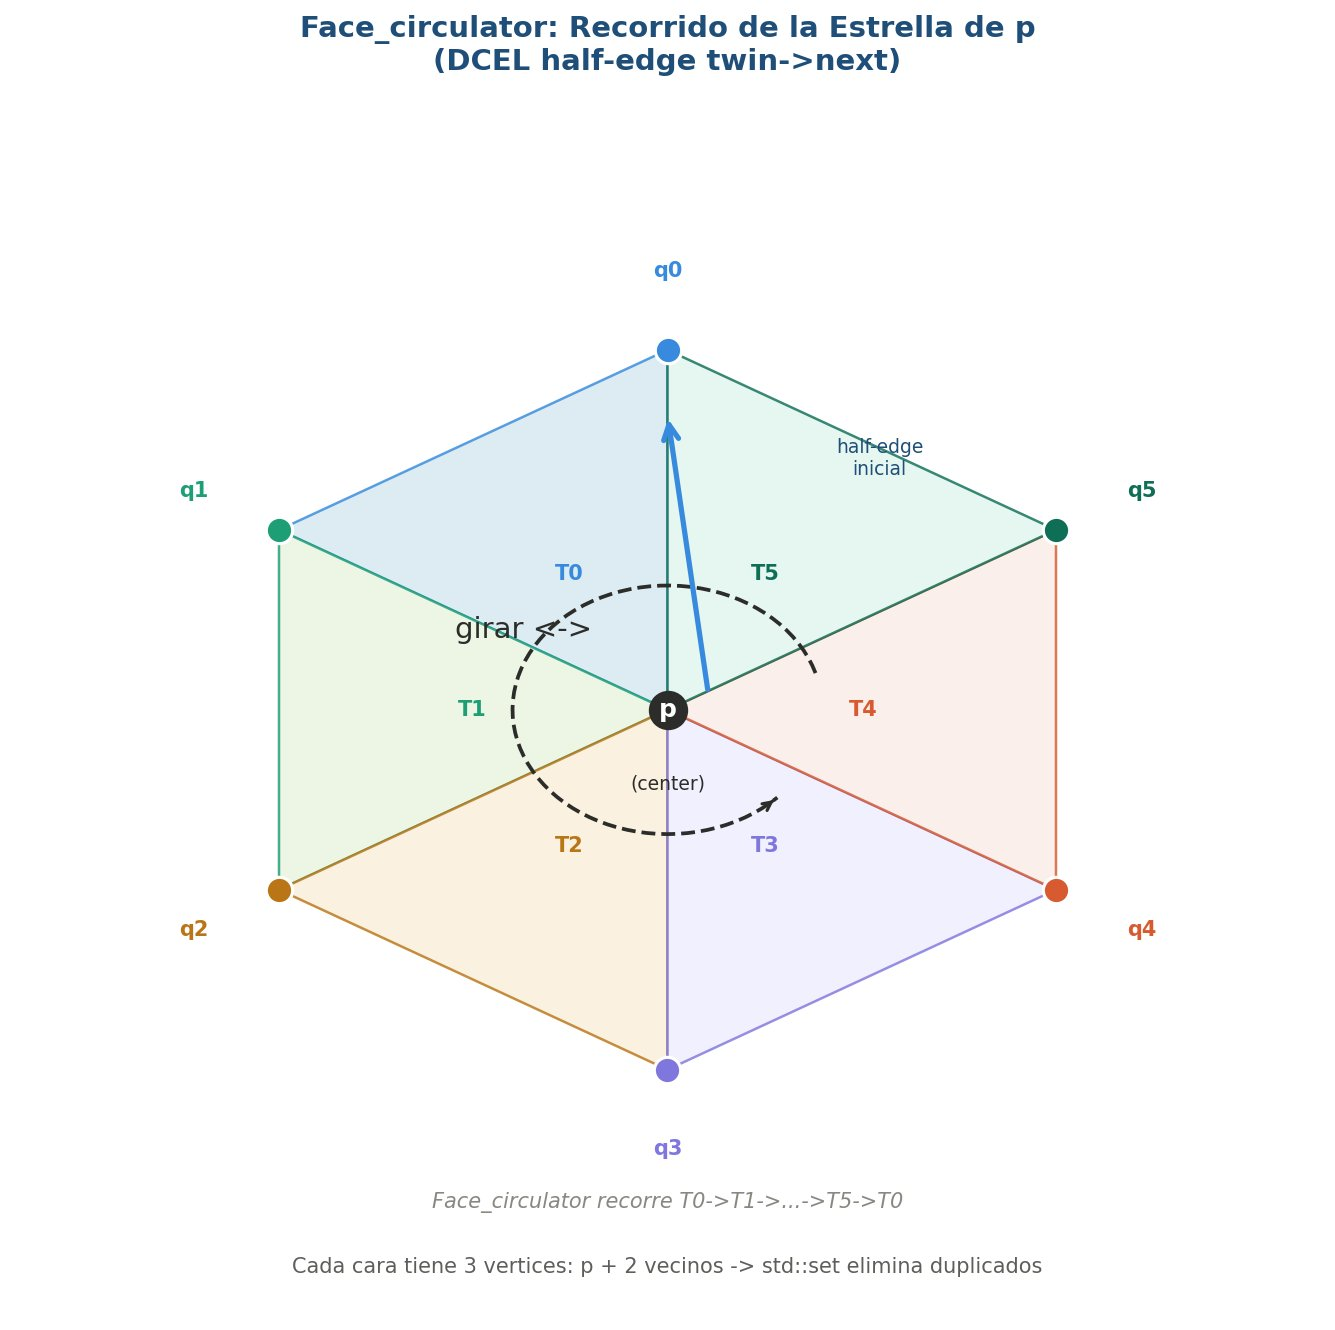 Face_circulator: Recorrido de la Estrella de p
(DCEL half-edge twin->next)
q0
half-edge
inicial
q1
q5
T0
T5
girar <->
T1
p
T4
(center)
T2
T3
q2
q4
q3
Face_circulator recorre T0->T1->...->T5->T0
Cada cara tiene 3 vertices: p + 2 vecinos -> std::set elimina duplicados